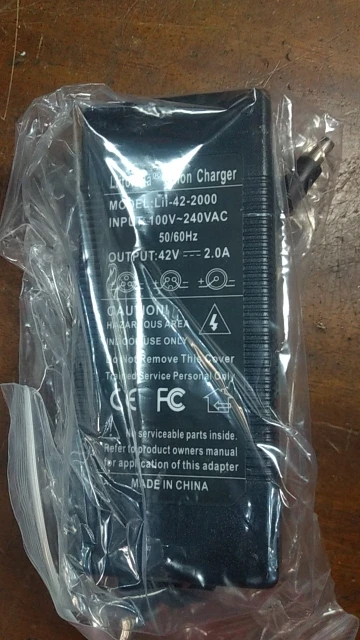 Charger
MODEL:LiI-42-2000
INPUT:100V~240VAC
50/60Hz
OUTPUT:42V ⎓ 2.0A
CAUTION!
HAZARDOUS AREA
INDOOR USE ONLY
Do Not Remove This Cover
Trained Service Personal Only
CE FC
No serviceable parts inside.
Refer to product owners manual
for application of this adapter
MADE IN CHINA